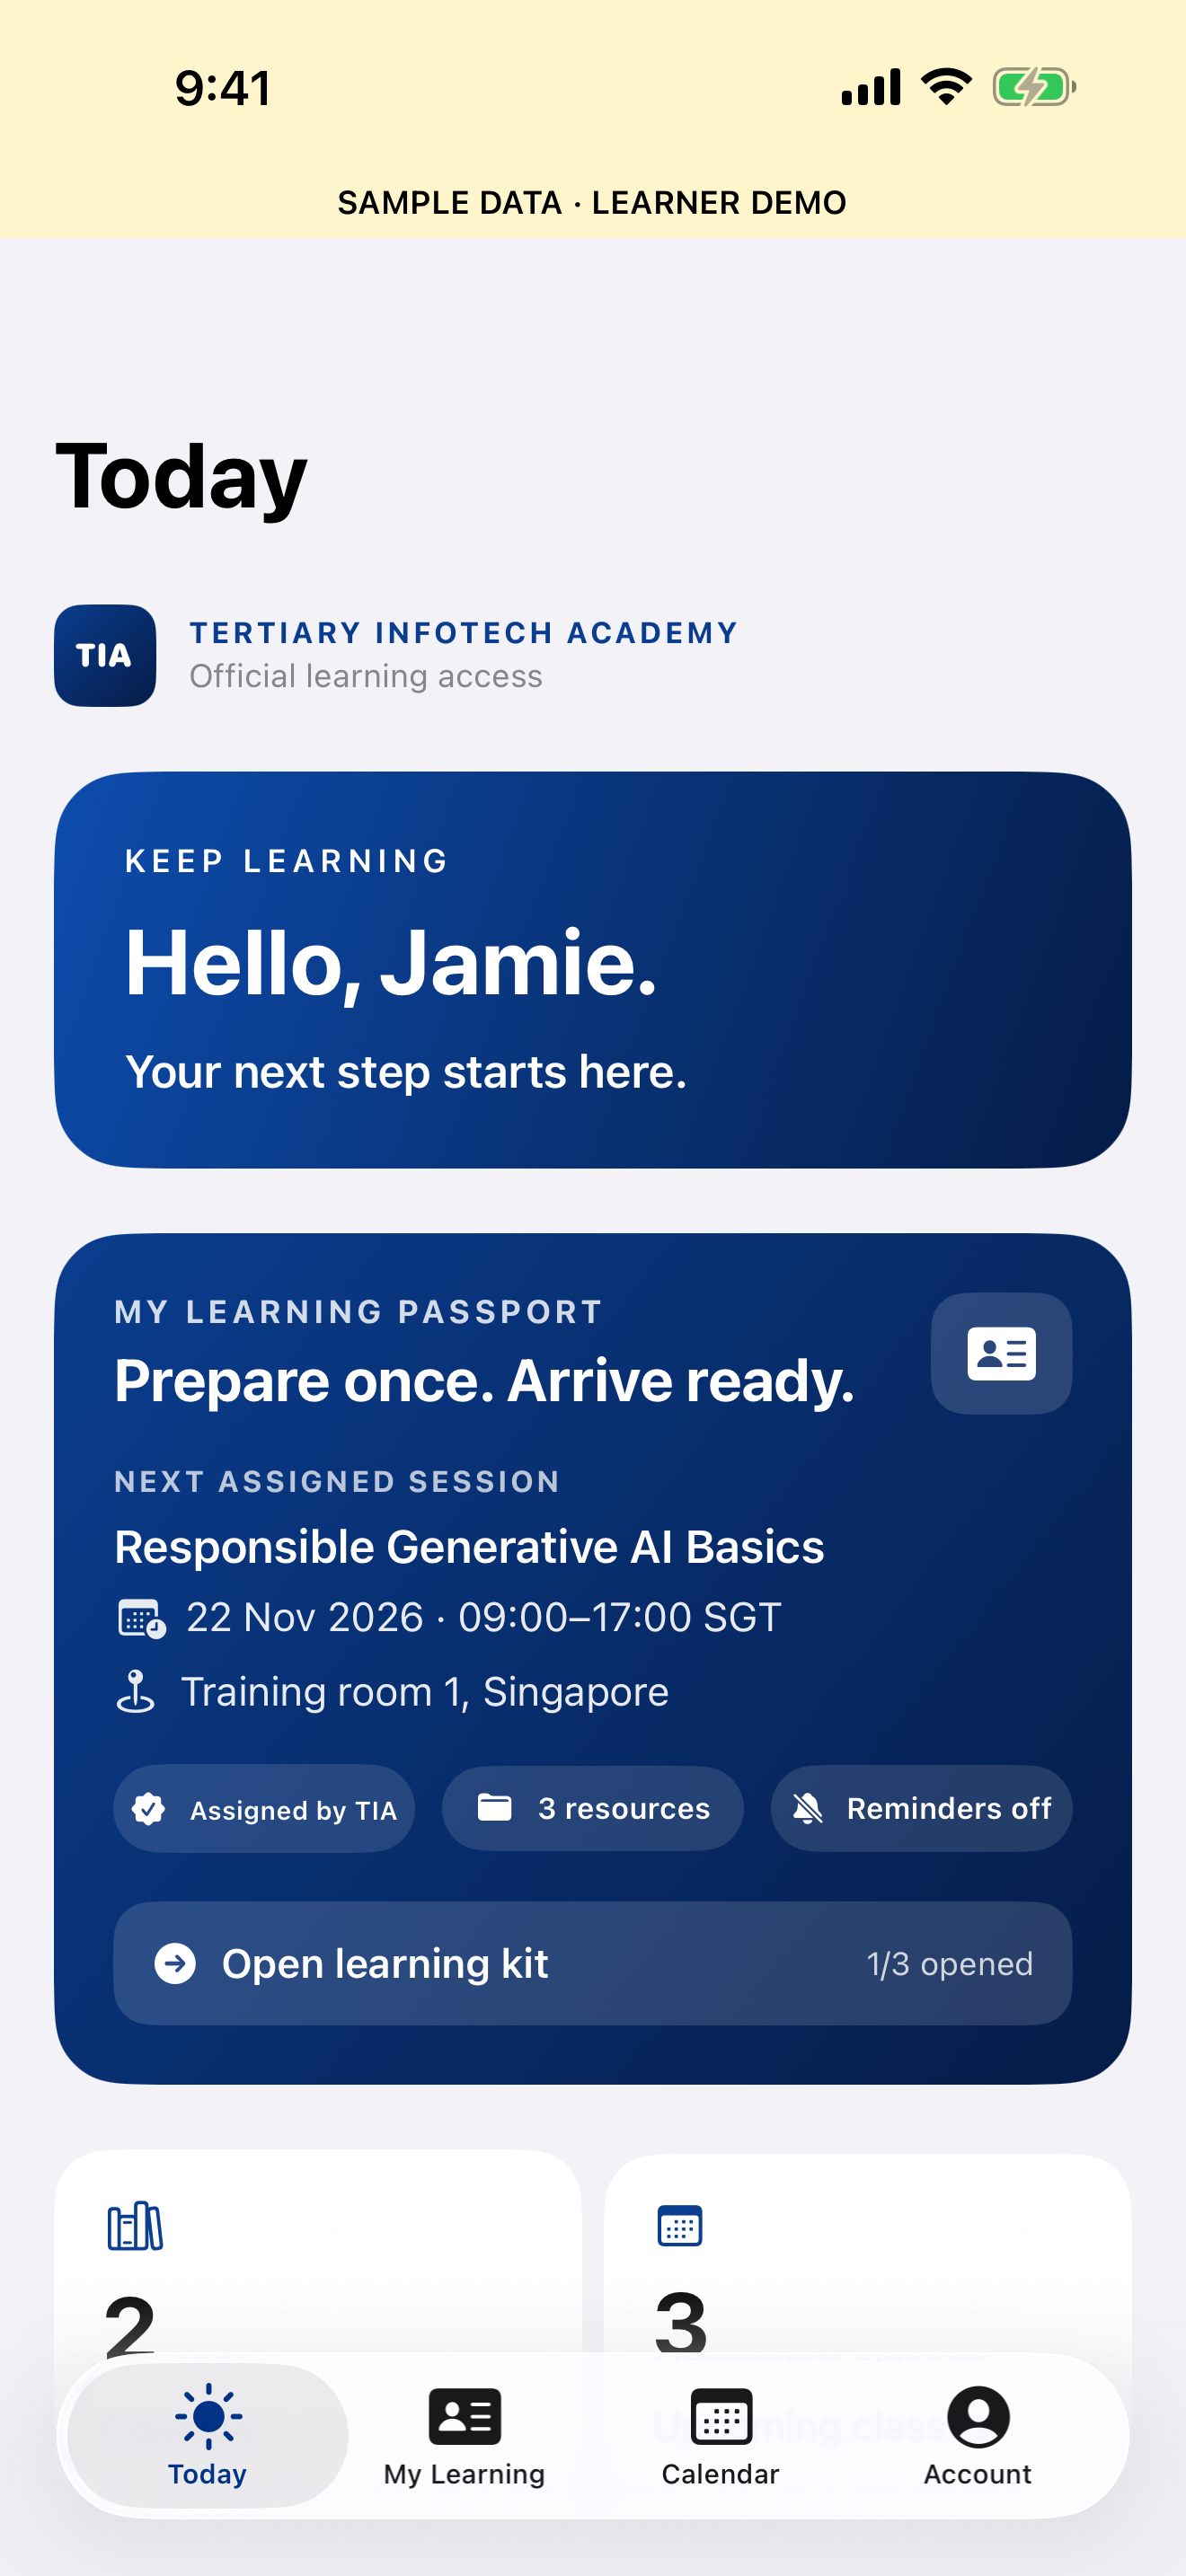 9:41
SAMPLE DATA · LEARNER DEMO
Today
TIA
TERTIARY INFOTECH ACADEMY
Official learning access
KEEP LEARNING
Hello, Jamie.
Your next step starts here.
MY LEARNING PASSPORT
Prepare once. Arrive ready.
NEXT ASSIGNED SESSION
Responsible Generative AI Basics
22 Nov 2026 · 09:00–17:00 SGT
Training room 1, Singapore
Assigned by TIA
3 resources
Reminders off
Open learning kit
1/3 opened
2
3
Today
My Learning
Calendar
Account